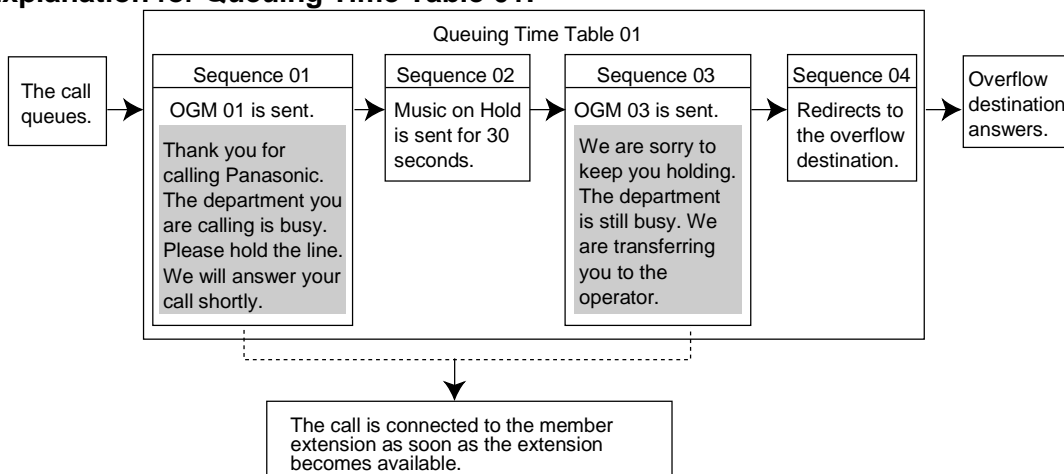 Explanation for Queuing Time Table 01:
Queuing Time Table 01
The call
queues.
Sequence 01
OGM 01 is sent.
Thank you for
calling Panasonic.
The department you
are calling is busy.
Please hold the line.
We will answer your
call shortly.
Sequence 02
Music on Hold
is sent for 30
seconds.
Sequence 03
OGM 03 is sent.
We are sorry to
keep you holding.
The department
is still busy. We
are transferring
you to the
operator.
Sequence 04
Redirects to
the overflow
destination.
Overflow
destination
answers.
The call is connected to the member
extension as soon as the extension
becomes available.